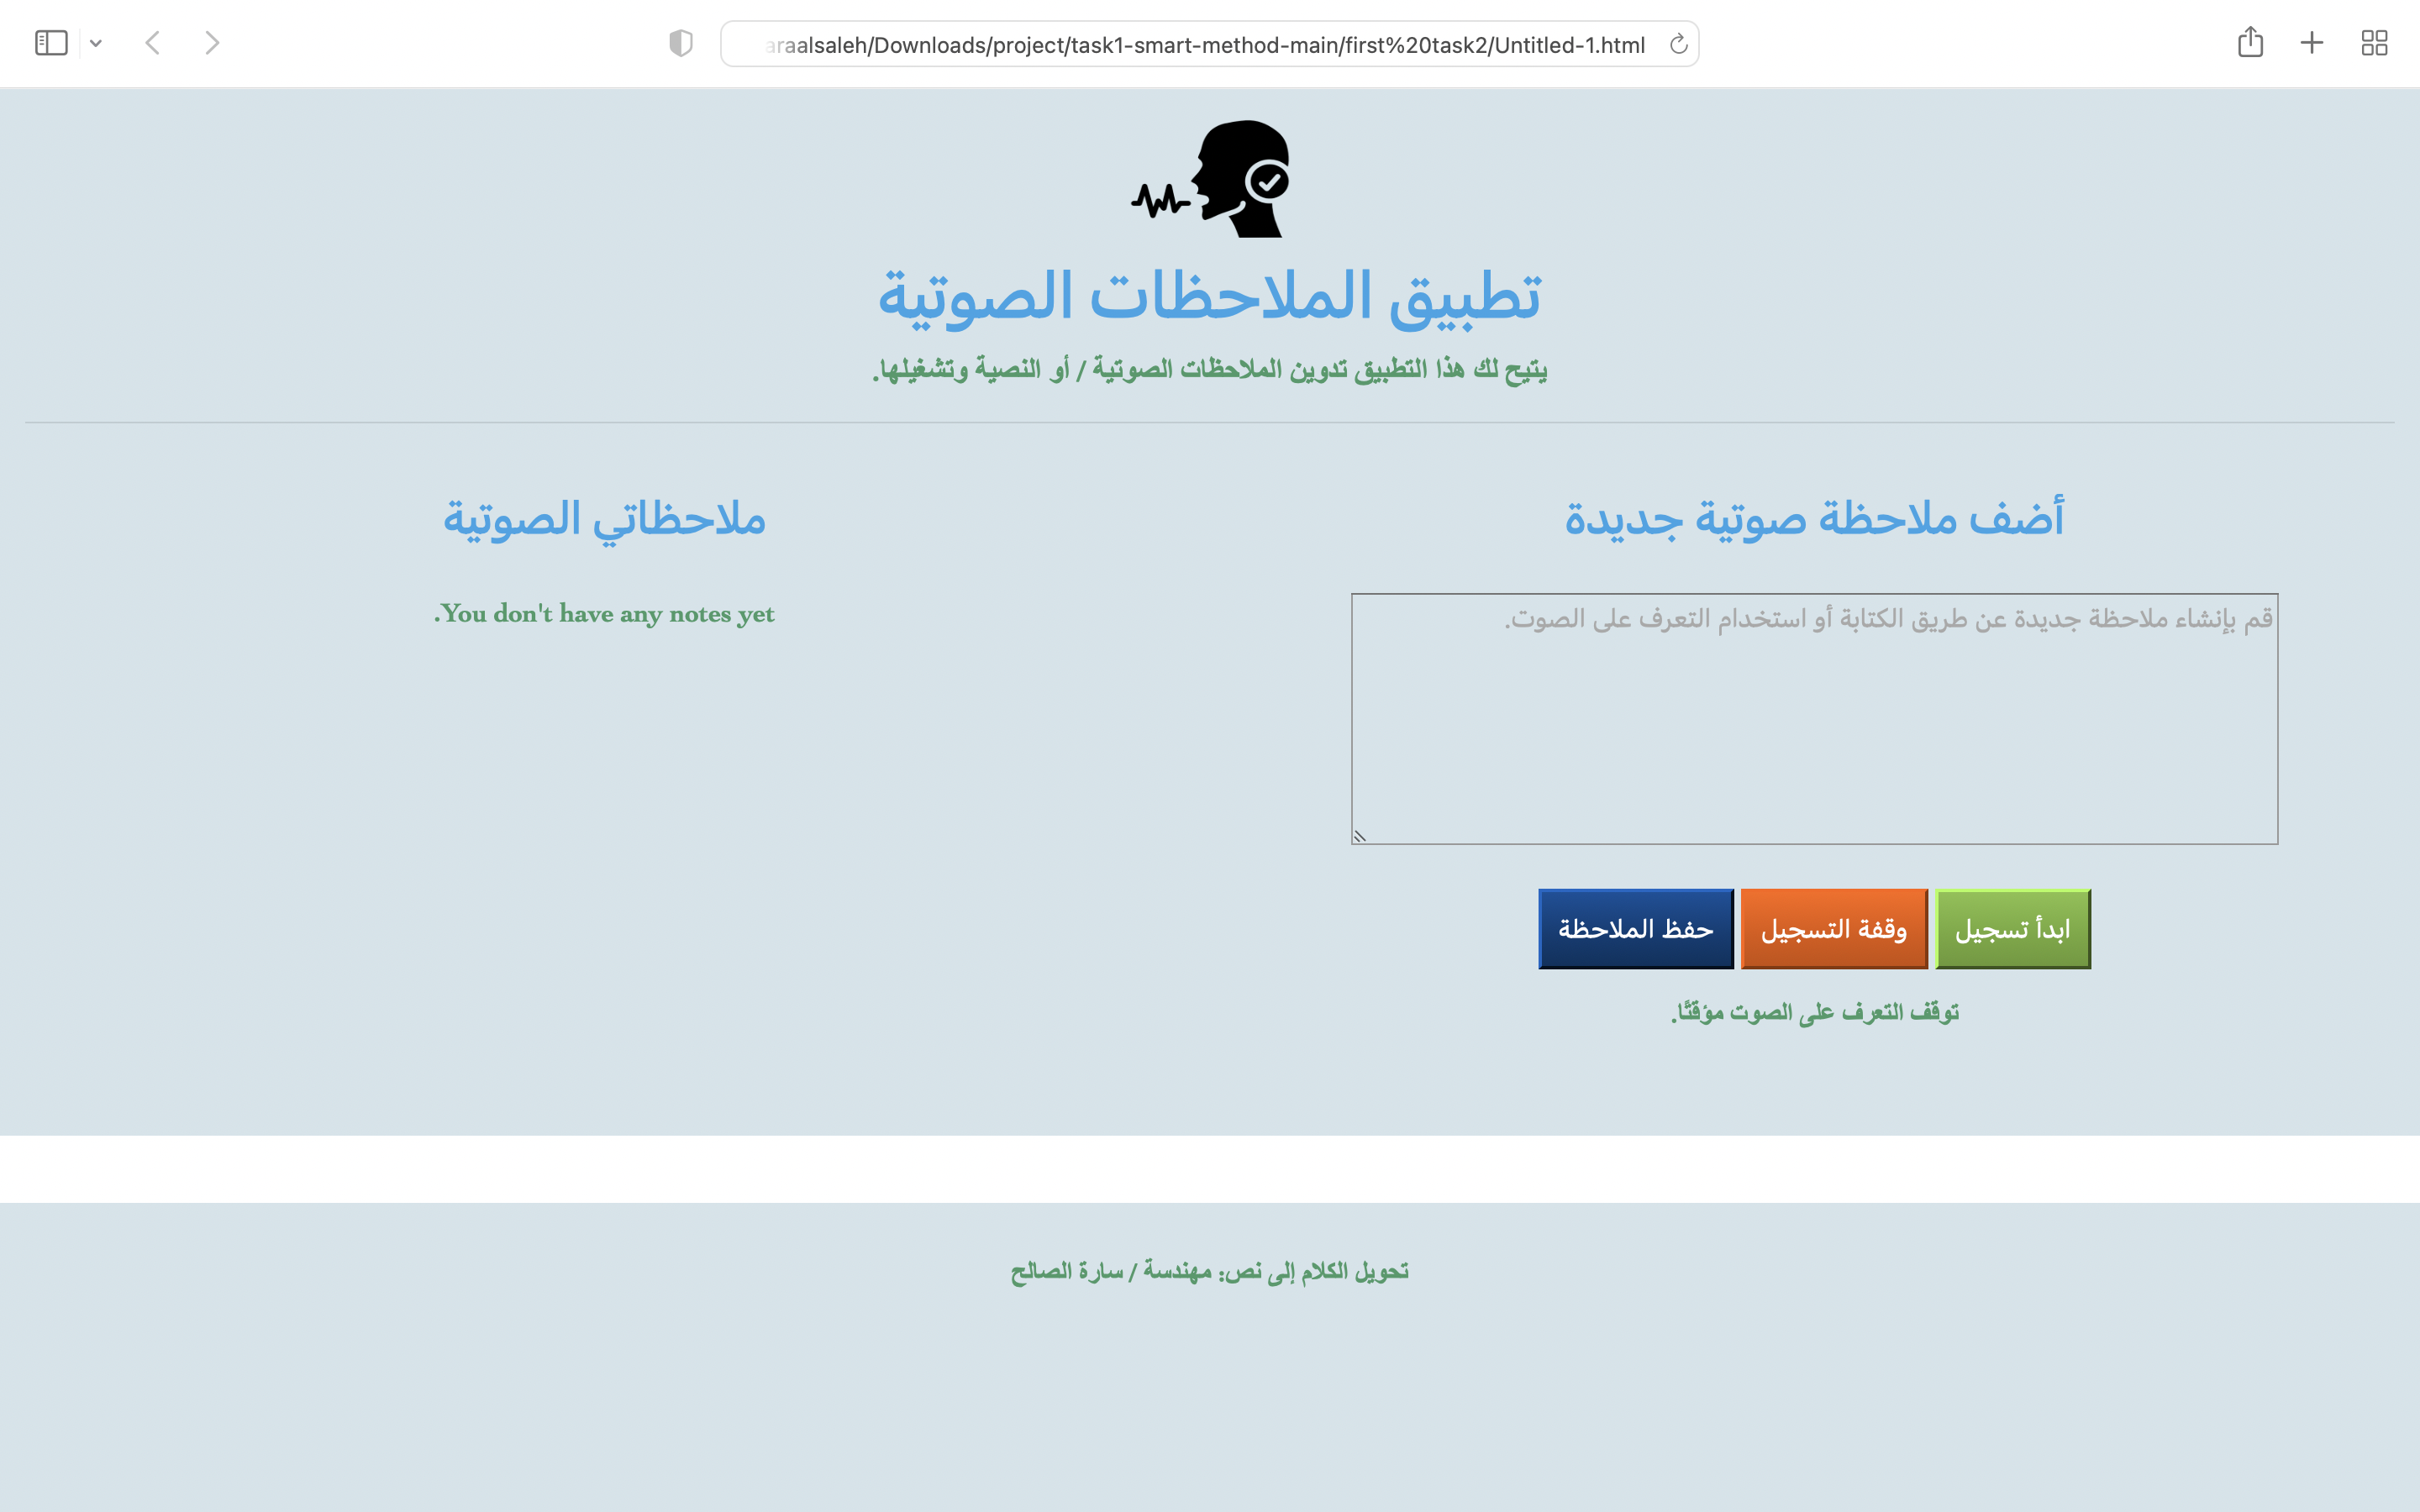 araalsaleh/Downloads/project/task1-smart-method-main/first%20task2/Untitled-1.html
تطبيق الملاحظات الصوتية
يتيح لك هذا التطبيق تدوين الملاحظات الصوتية / أو النصية وتشغيلها.
أضف ملاحظة صوتية جديدة
قم بإنشاء ملاحظة جديدة عن طريق الكتابة أو استخدام التعرف على الصوت.
ابدأ تسجيل
وقفة التسجيل
حفظ الملاحظة
توقف التعرف على الصوت مؤقتًا.
ملاحظاتي الصوتية
.You don't have any notes yet
تحويل الكلام إلى نص: مهندسة / سارة الصالح